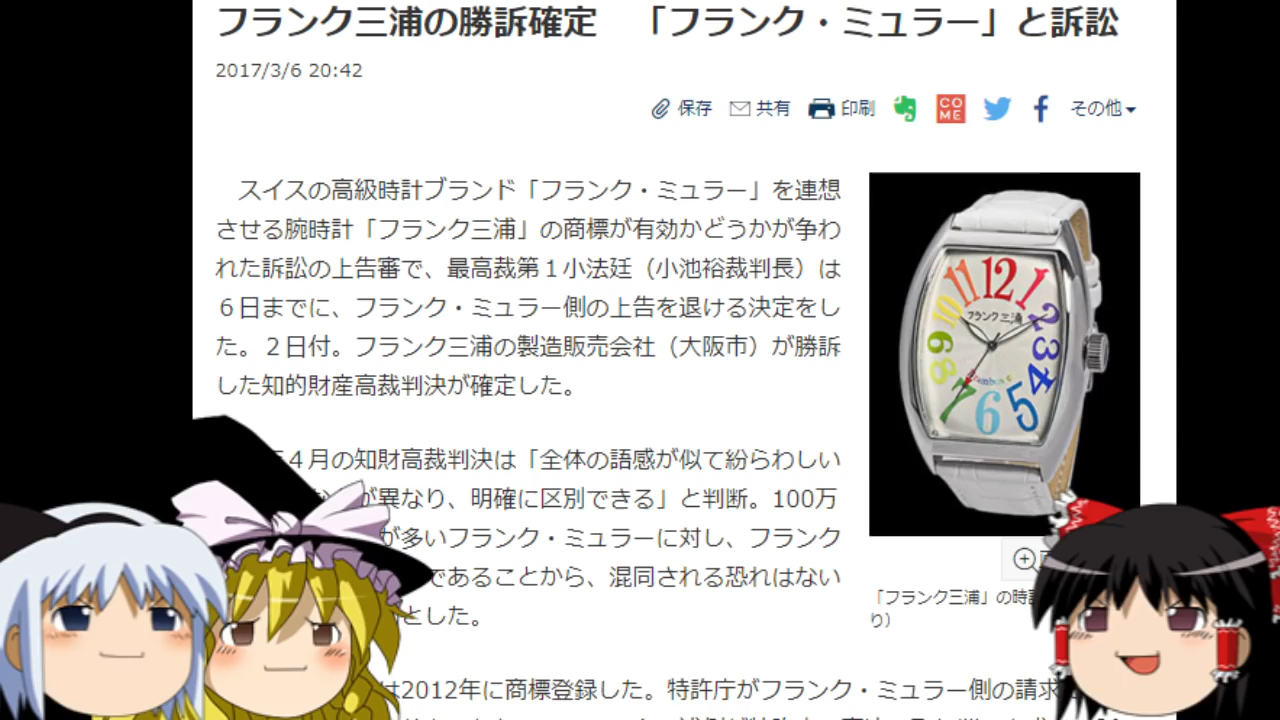 フランク三浦の勝訴確定　「フランク・ミュラー」と訴訟
2017/3/6 20:42
保存 共有 印刷 COME その他
スイスの高級時計ブランド「フランク・ミュラー」を連想
させる腕時計「フランク三浦」の商標が有効かどうかが争わ
れた訴訟の上告審で、最高裁第１小法廷（小池裕裁判長）は
６日までに、フランク・ミュラー側の上告を退ける決定をし
た。２日付。フランク三浦の製造販売会社（大阪市）が勝訴
した知的財産高裁判決が確定した。
12 1 2 3 4 5 6 7 8 9 10 11
フランク三浦
４月の知財高裁判決は「全体の語感が似て紛らわしい
が異なり、明確に区別できる」と判断。100万
が多いフランク・ミュラーに対し、フランク
であることから、混同される恐れはない
とした。
「フランク三浦」の時
り）
は2012年に商標登録した。特許庁がフランク・ミュラー側の請求